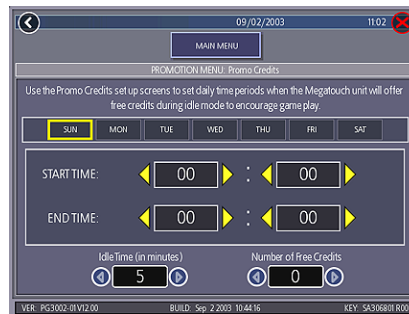 09/02/2003 11:02
MAIN MENU
PROMOTION MENU: Promo Credits
Use the Promo Credits set up screens to set daily time periods when the Megatouch unit will offer
free credits during idle mode to encourage game play.
SUN MON TUE WED THU FRI SAT
START TIME: 00 : 00
END TIME: 00 : 00
Idle Time (in minutes) Number of Free Credits
5 0
VER: PG3002-01V12.00 BUILD: Sep 2 2003 10:44:16 KEY: SA306801 R00